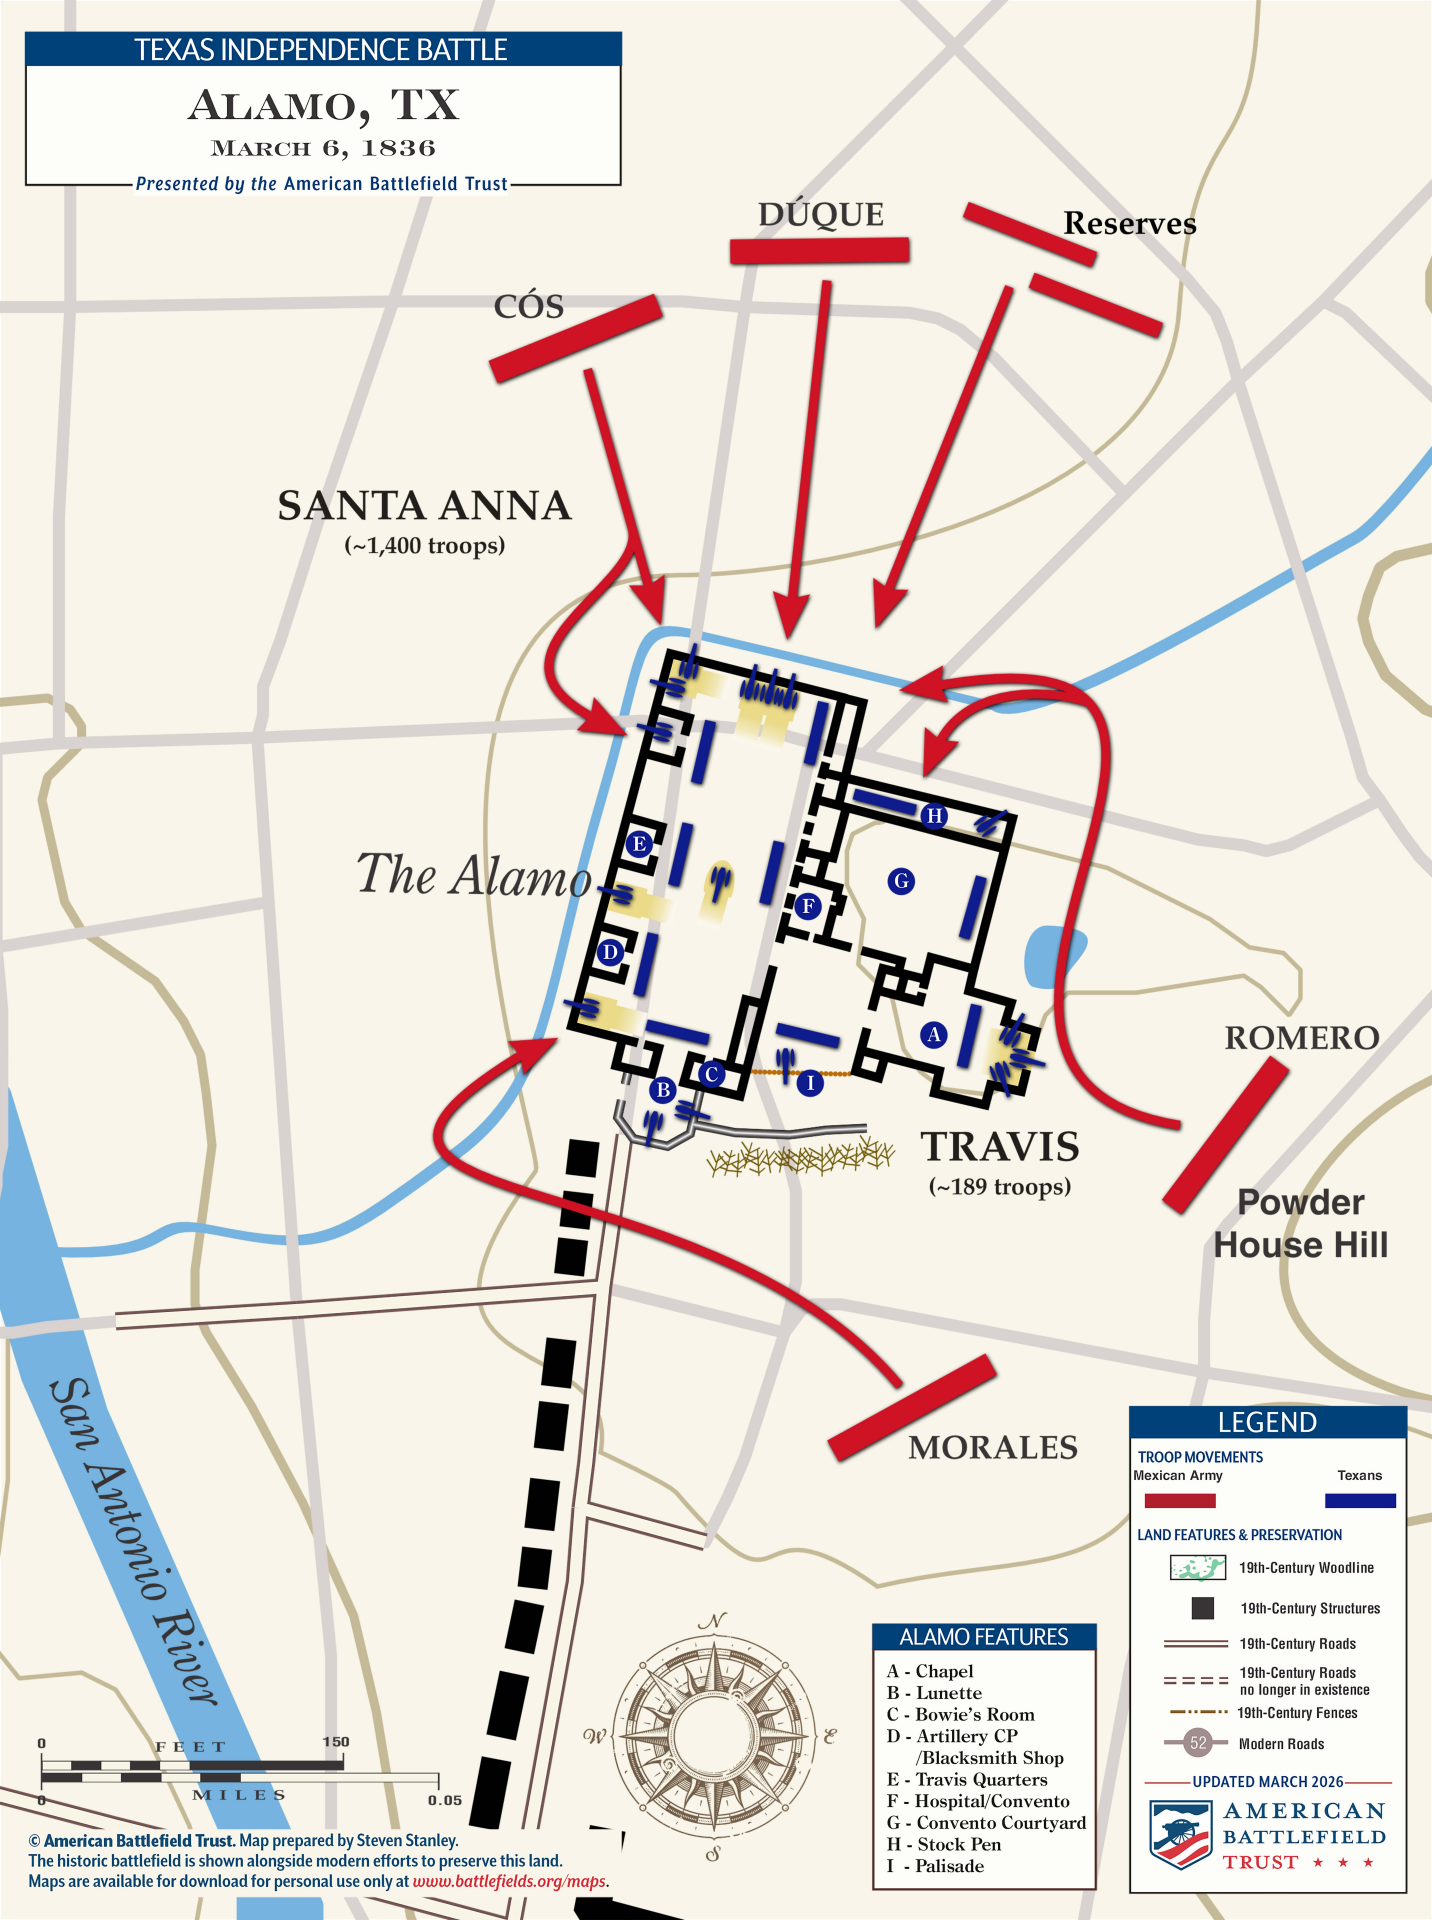 TEXAS INDEPENDENCE BATTLE
ALAMO, TX
MARCH 6, 1836
Presented by the American Battlefield Trust
DÚQUE
Reserves
CÓS
SANTA ANNA
(~1,400 troops)
The Alamo
E
D
H
G
F
A
B
C
I
ROMERO
TRAVIS
(~189 troops)
Powder
House Hill
MORALES
San Antonio River
N
W
E
S
0
FEET
150
MILES
0
0.05
© American Battlefield Trust. Map prepared by Steven Stanley.
The historic battlefield is shown alongside modern efforts to preserve this land.
Maps are available for download for personal use only at www.battlefields.org/maps.
ALAMO FEATURES
A - Chapel
B - Lunette
C - Bowie's Room
D - Artillery CP
/Blacksmith Shop
E - Travis Quarters
F - Hospital/Convento
G - Convento Courtyard
H - Stock Pen
I - Palisade
LEGEND
TROOP MOVEMENTS
Mexican Army
Texans
LAND FEATURES & PRESERVATION
19th-Century Woodline
19th-Century Structures
19th-Century Roads
19th-Century Roads
no longer in existence
19th-Century Fences
52
Modern Roads
UPDATED MARCH 2026
AMERICAN
BATTLEFIELD
TRUST